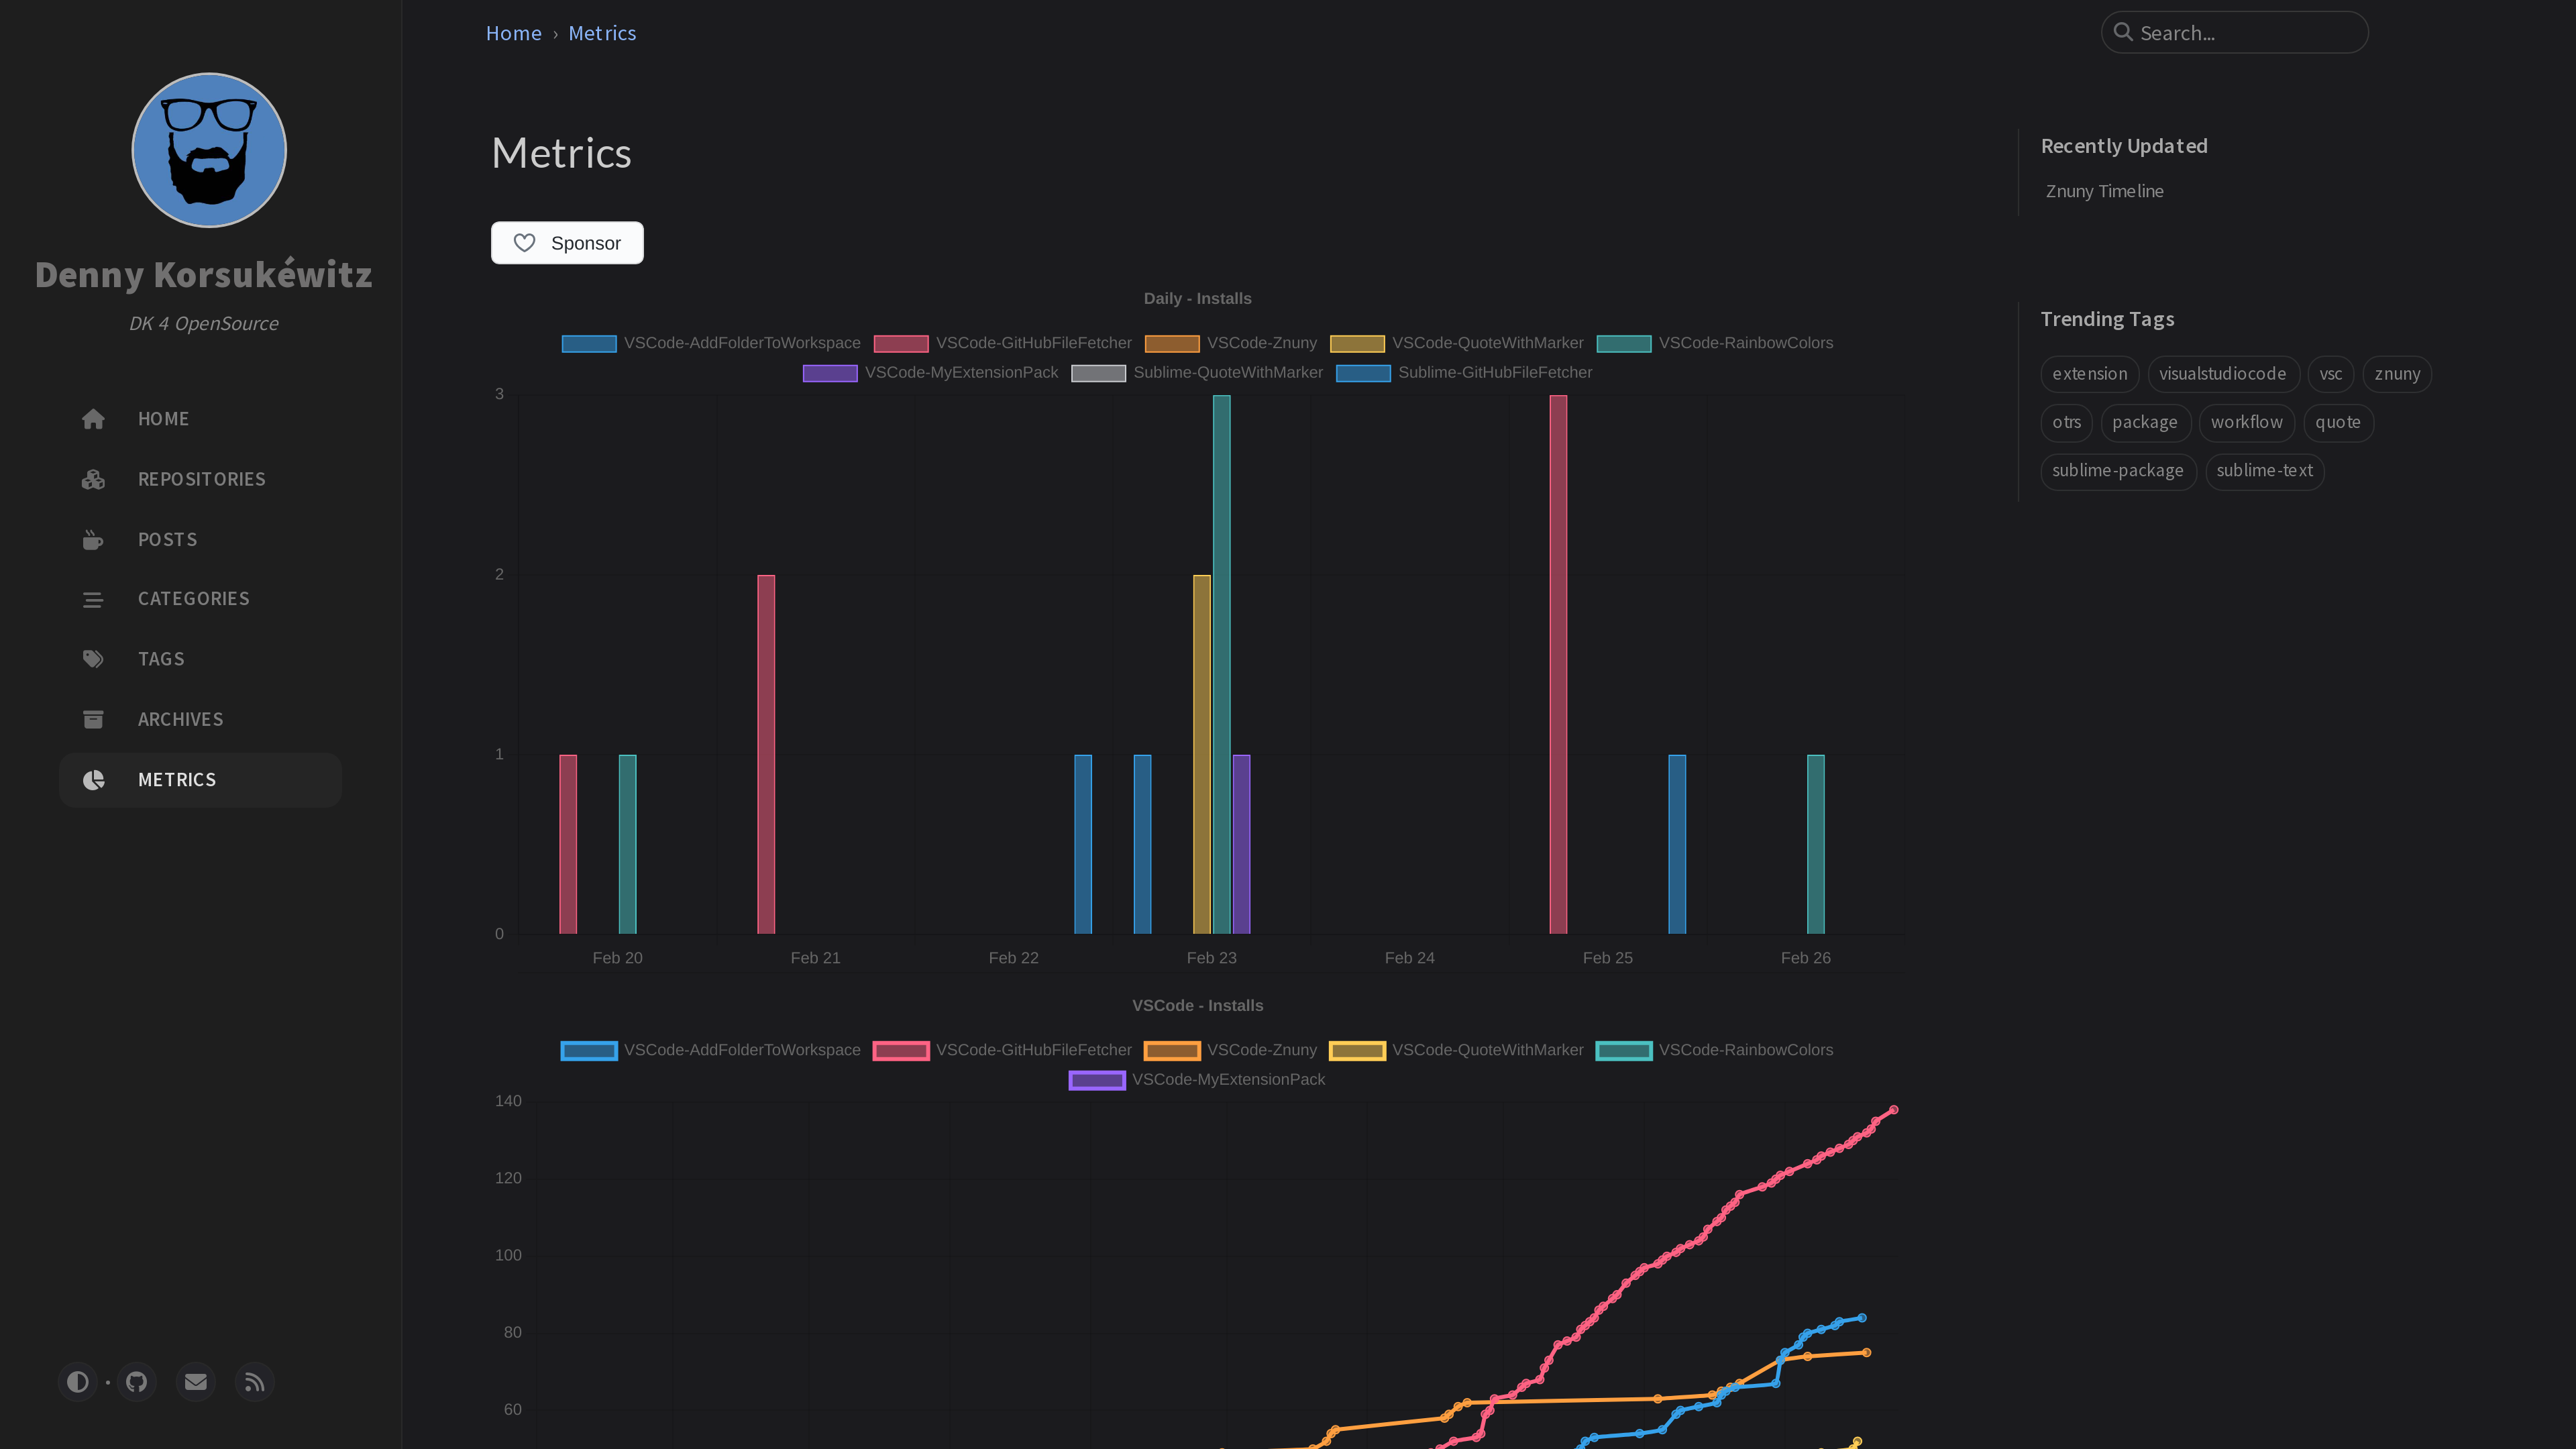 Denny Korsukéwitz
DK 4 OpenSource
HOME
REPOSITORIES
POSTS
CATEGORIES
TAGS
ARCHIVES
METRICS
Home › Metrics
Search...
Metrics
Sponsor
Daily - Installs
VSCode-AddFolderToWorkspace VSCode-GitHubFileFetcher VSCode-Znuny VSCode-QuoteWithMarker VSCode-RainbowColors
VSCode-MyExtensionPack Sublime-QuoteWithMarker Sublime-GitHubFileFetcher
3
2
1
0
Feb 20 Feb 21 Feb 22 Feb 23 Feb 24 Feb 25 Feb 26
VSCode - Installs
VSCode-AddFolderToWorkspace VSCode-GitHubFileFetcher VSCode-Znuny VSCode-QuoteWithMarker VSCode-RainbowColors
VSCode-MyExtensionPack
140
120
100
80
60
Recently Updated
Znuny Timeline
Trending Tags
extension visualstudiocode vsc znuny
otrs package workflow quote
sublime-package sublime-text